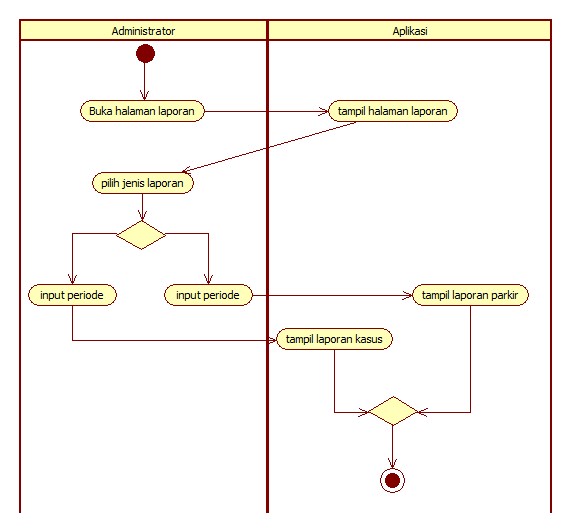 Administrator
Aplikasi
Buka halaman laporan
tampil halaman laporan
pilih jenis laporan
input periode
input periode
tampil laporan parkir
tampil laporan kasus